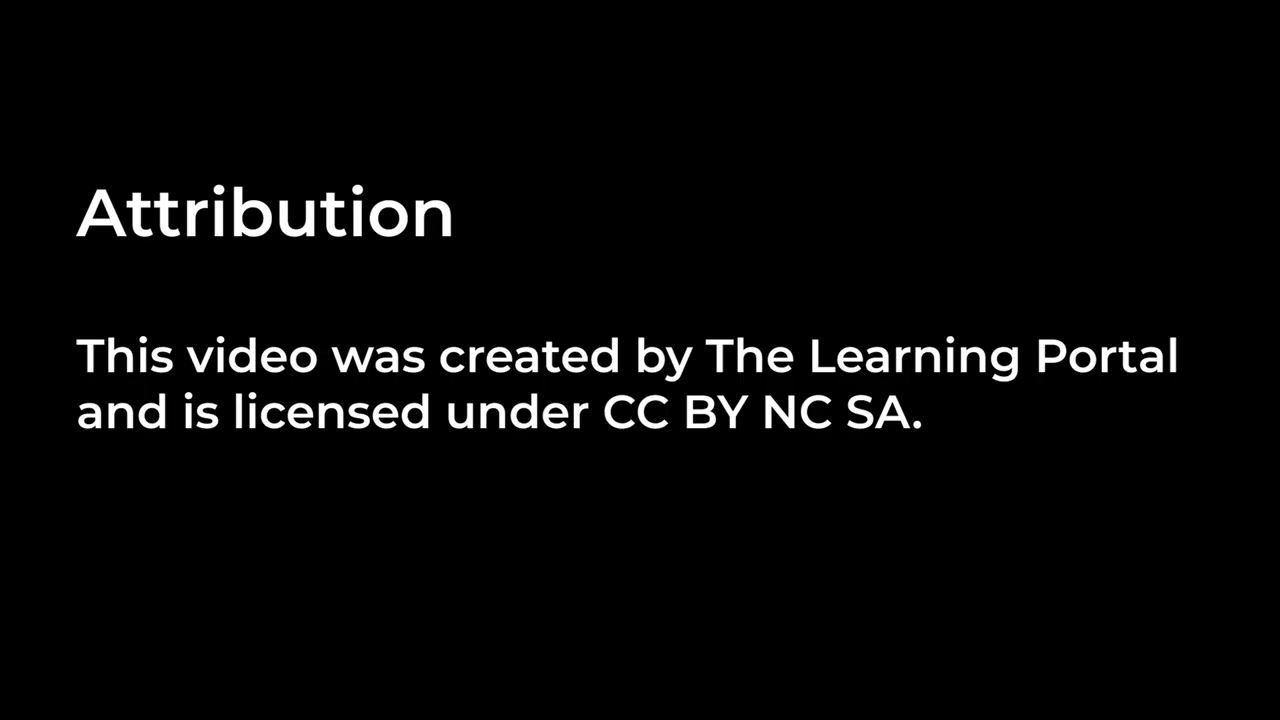 Attribution
This video was created by The Learning Portal
and is licensed under CC BY NC SA.